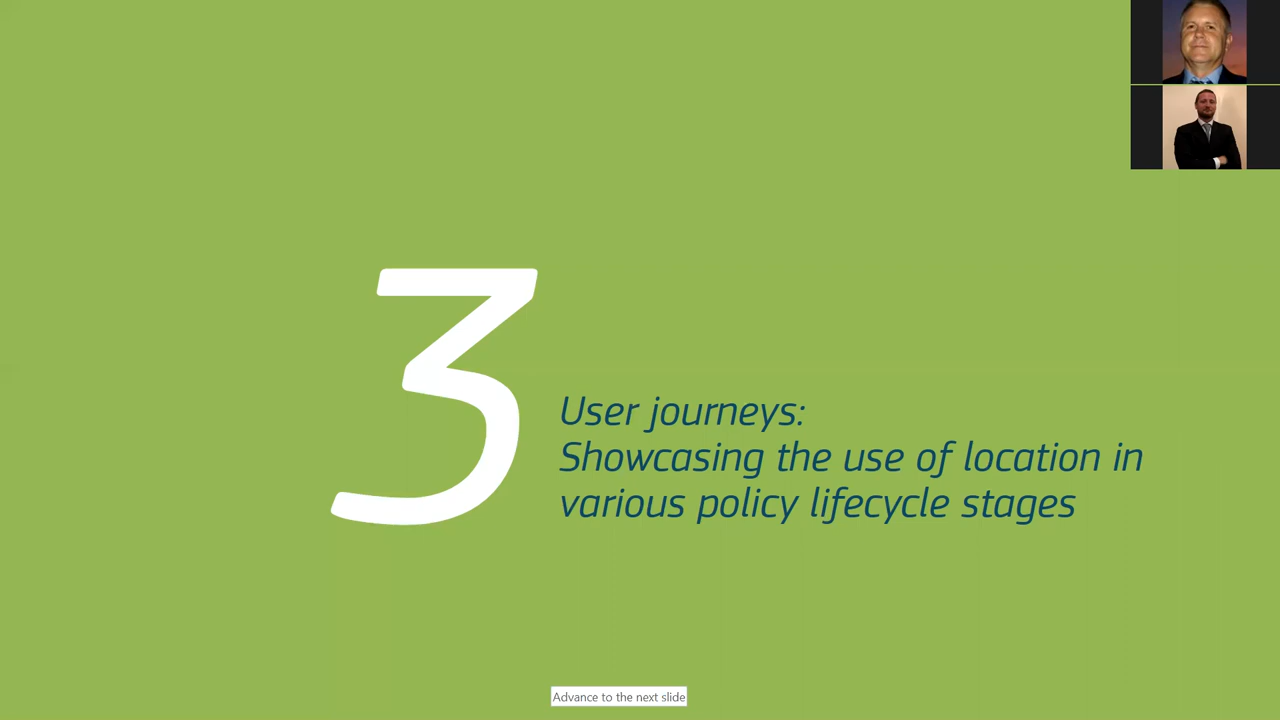 3
User journeys:
Showcasing the use of location in
various policy lifecycle stages
Advance to the next slide